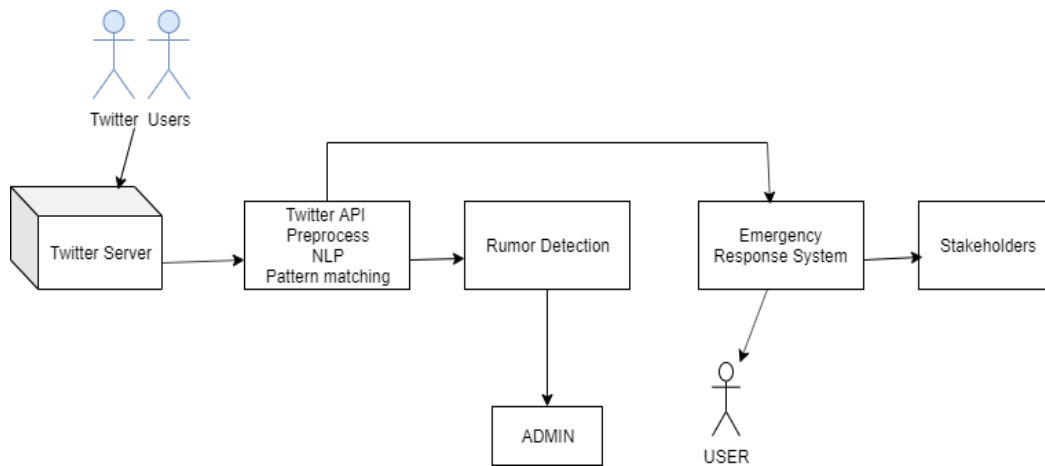 Twitter Users
Twitter Server
Twitter API
Preprocess
NLP
Pattern matching
Rumor Detection
Emergency
Response System
Stakeholders
ADMIN
USER